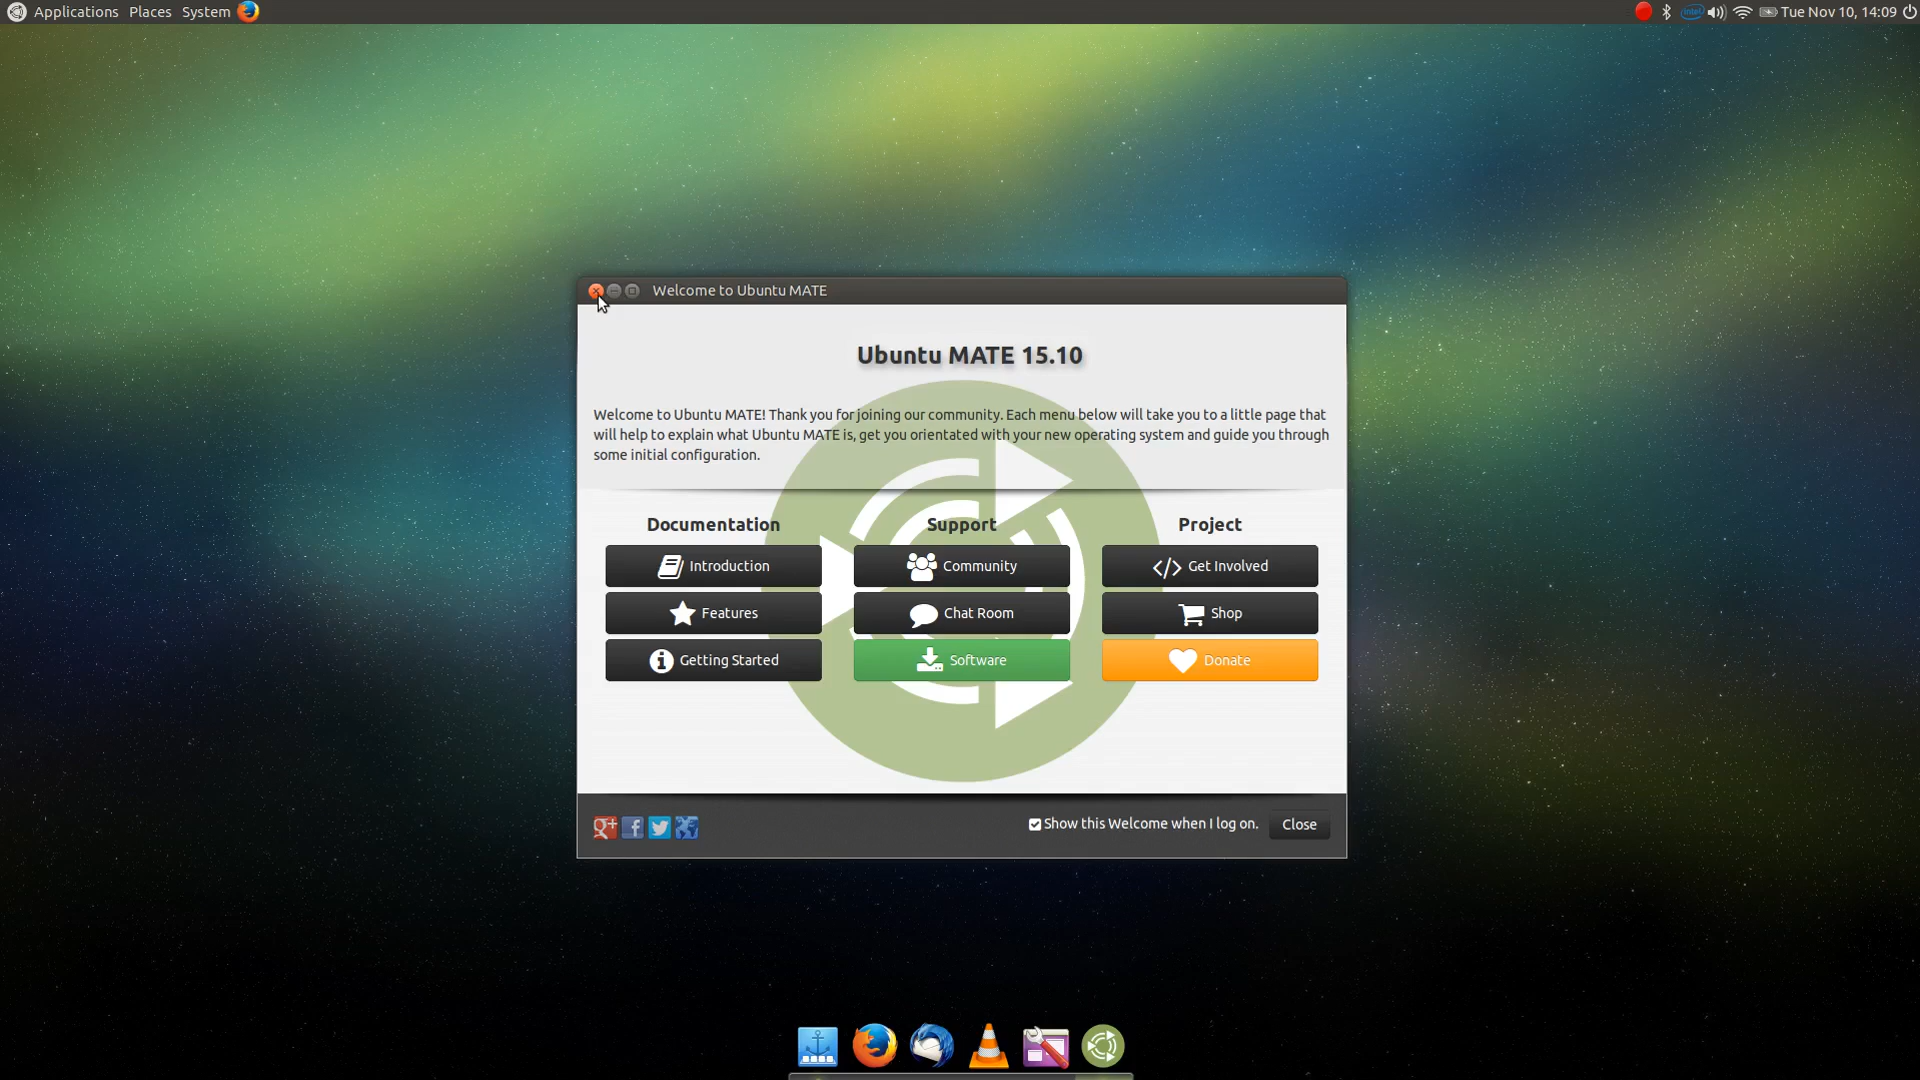 Applications Places System
Tue Nov 10, 14:09
Welcome to Ubuntu MATE
Ubuntu MATE 15.10
Welcome to Ubuntu MATE! Thank you for joining our community. Each menu below will take you to a little page that
will help to explain what Ubuntu MATE is, get you orientated with your new operating system and guide you through
some initial configuration.
Documentation
Support
Project
Introduction
Community
Get Involved
Features
Chat Room
Shop
Getting Started
Software
Donate
g+ f
Show this Welcome when I log on.
Close